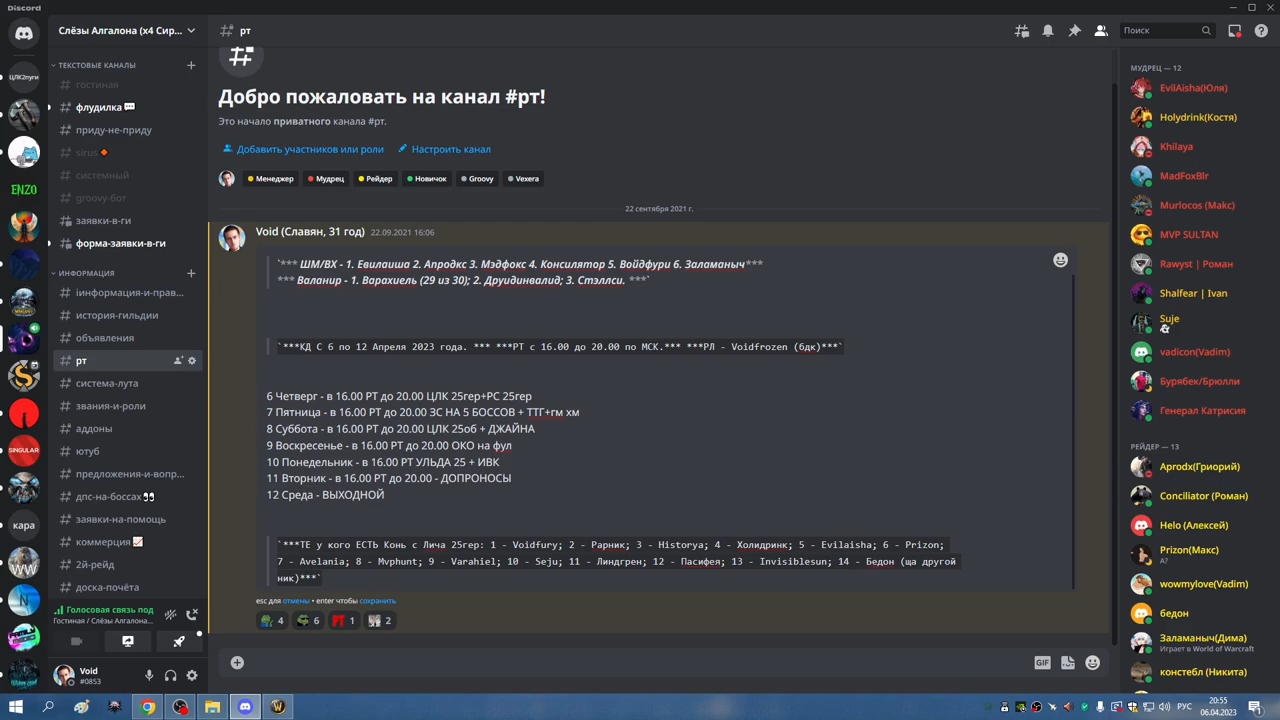 Discord
Слёзы Алгалона (x4 Сир...
рт
Поиск
ТЕКСТОВЫЕ КАНАЛЫ
гостиная
флудилка
приду-не-приду
sirus
системный
groovy-бот
заявки-в-ги
форма-заявки-в-ги
ИНФОРМАЦИЯ
інформация-и-прав...
история-гильдии
объявления
рт
система-лута
звания-и-роли
аддоны
ютуб
предложения-и-вопр...
дпс-на-боссах
заявки-на-помощь
коммерция
2й-рейд
доска-почёта
Голосовая связь под
Гостиная / Слёзы Алгалона...
Void
#0853
ЦЛК2пуги
ENZO
SINGULAR
кара
Добро пожаловать на канал #рт!
Это начало приватного канала #рт.
Добавить участников или роли
Настроить канал
Менеджер
Мудрец
Рейдер
Новичок
Groovy
Vexera
22 сентября 2021 г.
Void (Славян, 31 год) 22.09.2021 16:06
`*** ШМ/ВХ - 1. Евилаиша 2. Апродкс 3. Мэдфокс 4. Консилятор 5. Войдфури 6. Заламаныч***
*** Валанир - 1. Варахиель (29 из 30); 2. Друидинвалид; 3. Стэллси. ***`
`***КД С 6 по 12 Апреля 2023 года. *** ***РТ с 16.00 до 20.00 по МСК.*** ***РЛ - Voidfrozen (бдк)***`
6 Четверг - в 16.00 РТ до 20.00 ЦЛК 25гер+РС 25гер
7 Пятница - в 16.00 РТ до 20.00 ЗС НА 5 БОССОВ + ТТГ+гм хм
8 Суббота - в 16.00 РТ до 20.00 ЦЛК 25об + ДЖАЙНА
9 Воскресенье - в 16.00 РТ до 20.00 ОКО на фул
10 Понедельник - в 16.00 РТ УЛЬДА 25 + ИВК
11 Вторник - в 16.00 РТ до 20.00 - ДОПРОНОСЫ
12 Среда - ВЫХОДНОЙ
`***ТЕ у кого ЕСТЬ Конь с Лича 25гер: 1 - Voidfury; 2 - Рарник; 3 - Historya; 4 - Холидринк; 5 - Evilaisha; 6 - Prizon;
7 - Avelania; 8 - Mvphunt; 9 - Varahiel; 10 - Seju; 11 - Линдгрен; 12 - Пасифея; 13 - Invisiblesun; 14 - Бедон (ща другой
ник)***`
esc для отмены • enter чтобы сохранить
4
6
1
2
GIF
МУДРЕЦ — 12
EvilAisha(Юля)
Holydrink(Костя)
Khilaya
MadFoxBlr
Murlocos (Макс)
MVP SULTAN
Rawyst | Роман
Shalfear | Ivan
Suje
vadicon(Vadim)
Бурябек/Брюлли
Генерал Катрисия
РЕЙДЕР — 13
Aprodx(Гриорий)
Conciliator (Роман)
Helo (Алексей)
Prizon(Макс)
А?
wowmylove(Vadim)
бедон
Заламаныч(Дима)
Играет в World of Warcraft
констебл (Никита)
РУС
20:55
06.04.2023
1